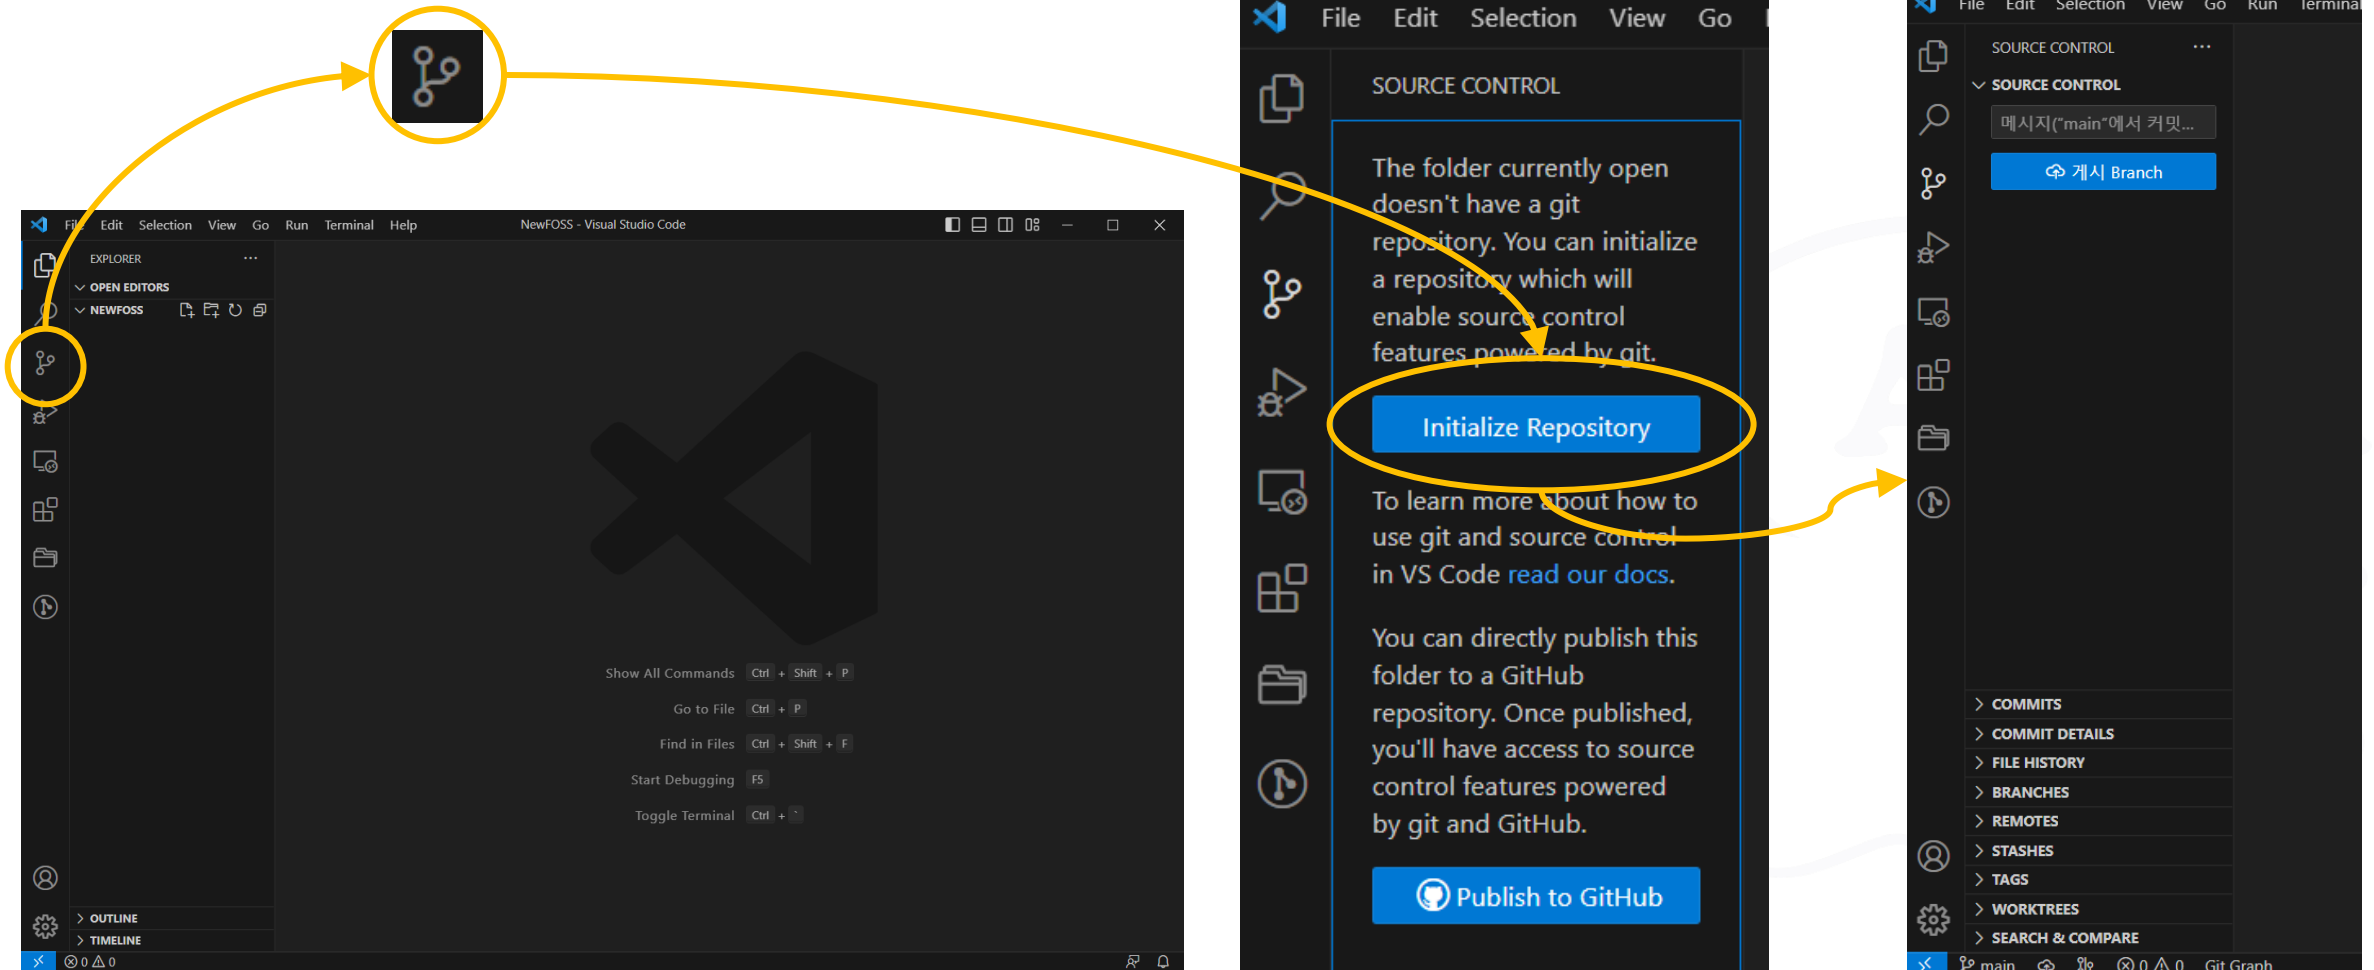 File Edit Selection View Go Run Terminal Help
NewFOSS - Visual Studio Code
EXPLORER
OPEN EDITORS
NEWFOSS
Show All Commands Ctrl + Shift + P
Go to File Ctrl + P
Find in Files Ctrl + Shift + F
Start Debugging F5
Toggle Terminal Ctrl + `
OUTLINE
TIMELINE
0 0
File Edit Selection View Go
SOURCE CONTROL
The folder currently open
doesn't have a git
repository. You can initialize
a repository which will
enable source control
features powered by git.
Initialize Repository
To learn more about how to
use git and source control
in VS Code read our docs.
You can directly publish this
folder to a GitHub
repository. Once published,
you'll have access to source
control features powered
by git and GitHub.
Publish to GitHub
File Edit Selection View Go Run Terminal
SOURCE CONTROL
SOURCE CONTROL
메시지("main"에서 커밋...
게시 Branch
COMMITS
COMMIT DETAILS
FILE HISTORY
BRANCHES
REMOTES
STASHES
TAGS
WORKTREES
SEARCH & COMPARE
main 0 0 Git Graph